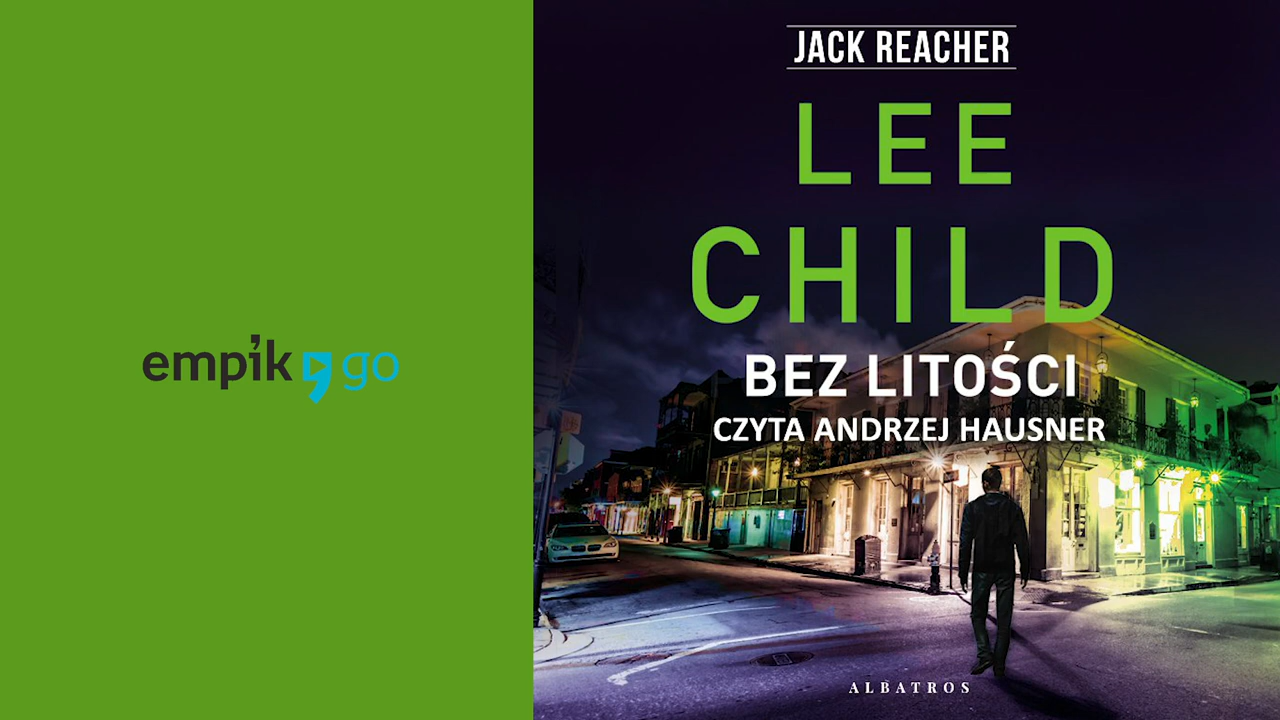 empik go
JACK REACHER
LEE
CHILD
BEZ LITOŚCI
CZYTA ANDRZEJ HAUSNER
ALBATROS